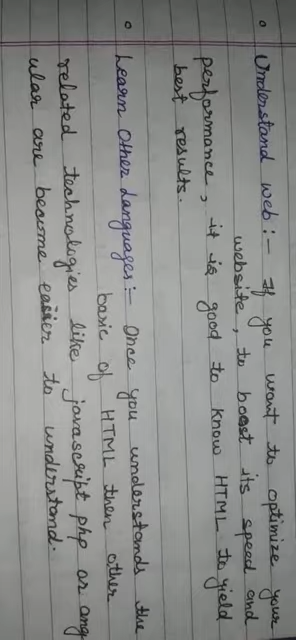 • Understand web:- If you want to optimize your
website, to boost its speed and
performance, it is good to know HTML to yield
best results.
• Learn Other Languages:- Once you understands the
basic of HTML then other
related technologies like javascript php or ang
ular are become easier to understand.